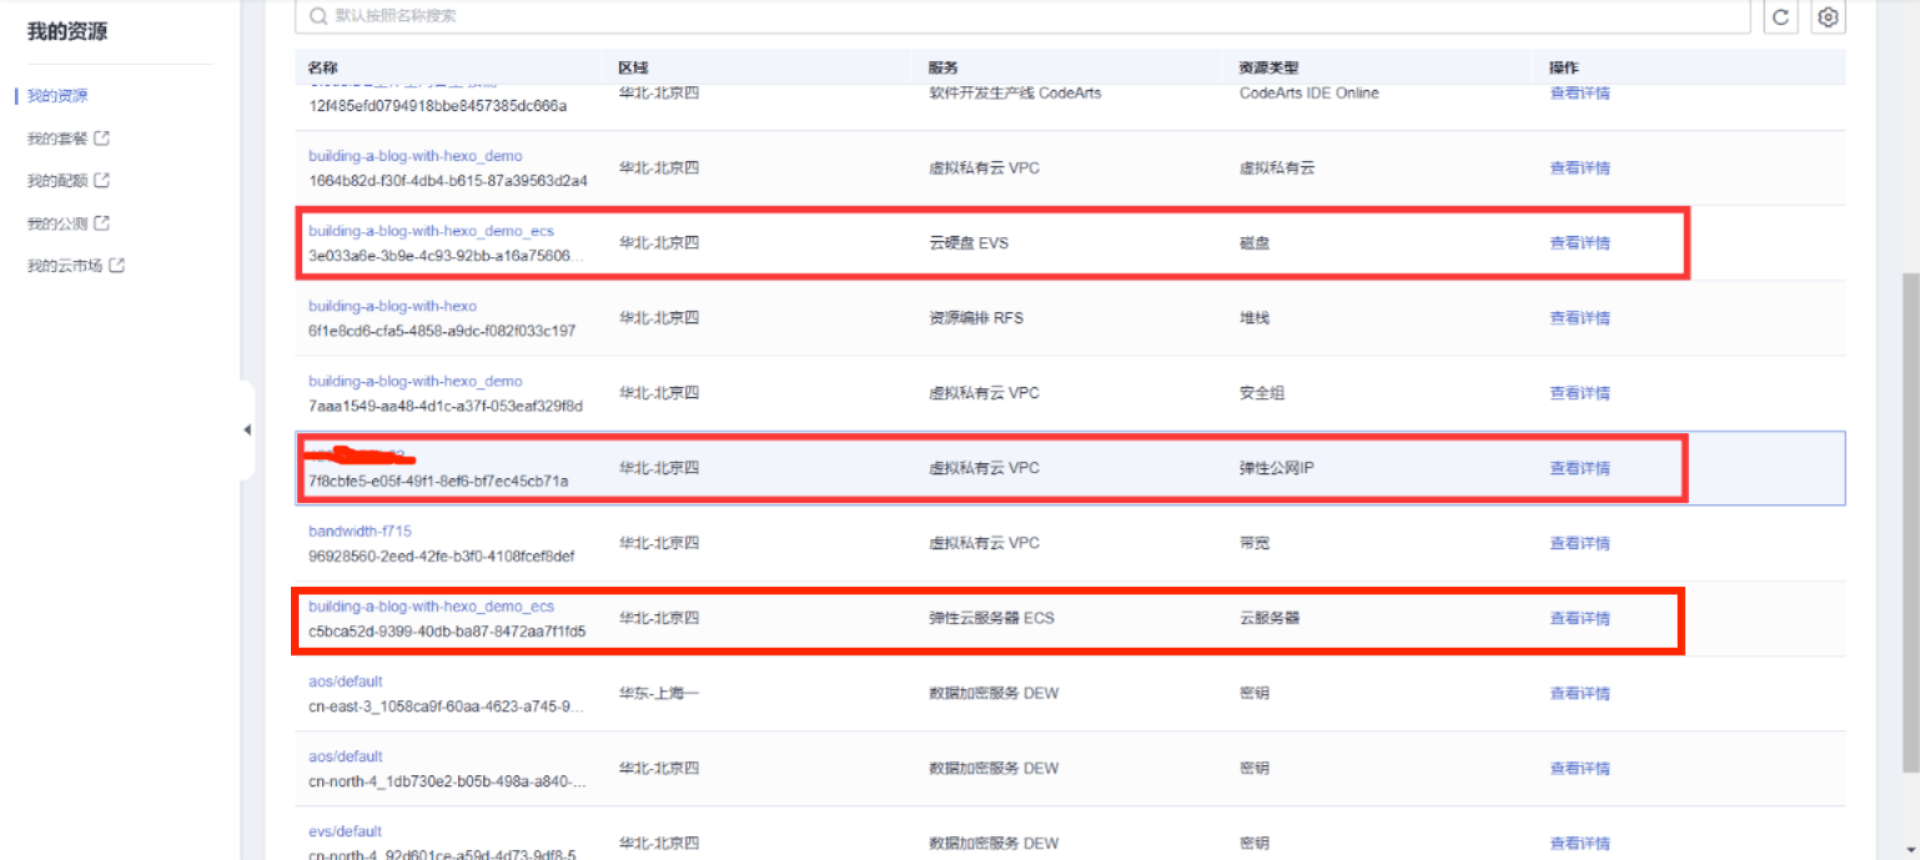 我的资源
我的资源
我的套餐
我的配额
我的公测
我的云市场
默认按照名称搜索
名称 区域 服务 资源类型 操作
12f485efd0794918bbe8457385dc666a 华北-北京四 软件开发生产线 CodeArts CodeArts IDE Online 查看详情
building-a-blog-with-hexo_demo
1664b82d-f30f-4db4-b615-87a39563d2a4 华北-北京四 虚拟私有云 VPC 虚拟私有云 查看详情
building-a-blog-with-hexo_demo_ecs
3e033a6e-3b9e-4c93-92bb-a16a75606... 华北-北京四 云硬盘 EVS 磁盘 查看详情
building-a-blog-with-hexo
6f1e8cd6-cfa5-4858-a9dc-f082f033c197 华北-北京四 资源编排 RFS 堆栈 查看详情
building-a-blog-with-hexo_demo
7aaa1549-aa48-4d1c-a37f-053eaf329f8d 华北-北京四 虚拟私有云 VPC 安全组 查看详情
7f8cbfe5-e05f-49f1-8ef6-bf7ec45cb71a 华北-北京四 虚拟私有云 VPC 弹性公网IP 查看详情
bandwidth-f715
96928560-2eed-42fe-b3f0-4108fcef8def 华北-北京四 虚拟私有云 VPC 带宽 查看详情
building-a-blog-with-hexo_demo_ecs
c5bca52d-9399-40db-ba87-8472aa7f1fd5 华北-北京四 弹性云服务器 ECS 云服务器 查看详情
aos/default
cn-east-3_1058ca9f-60aa-4623-a745-9... 华东-上海一 数据加密服务 DEW 密钥 查看详情
aos/default
cn-north-4_1db730e2-b05b-498a-a840-... 华北-北京四 数据加密服务 DEW 密钥 查看详情
evs/default
cn-north-4_92d601ce-a59d-4d73-9df8-5 华北-北京四 数据加密服务 DEW 密钥 查看详情